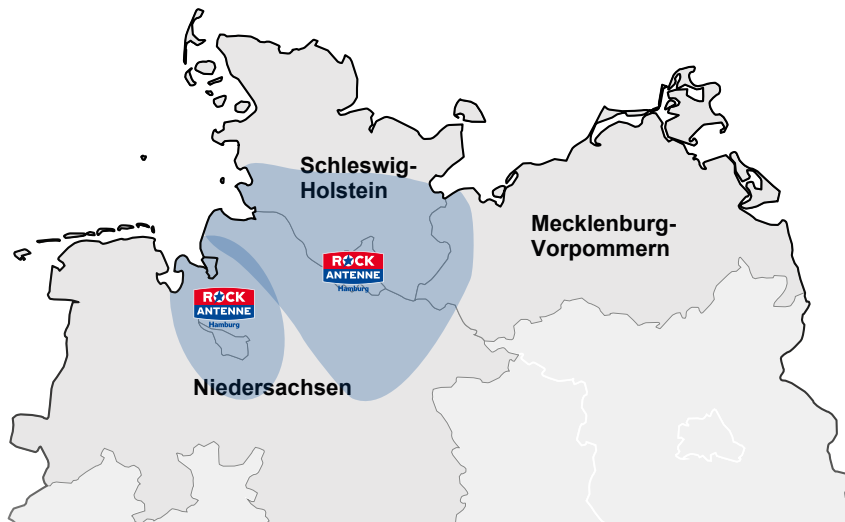 Schleswig-
Holstein
Mecklenburg-
Vorpommern
ROCK
ANTENNE
Hamburg
ROCK
ANTENNE
Hamburg
Niedersachsen